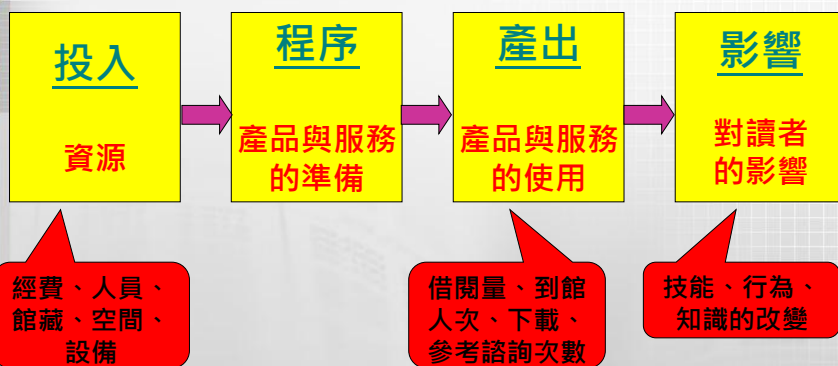 投入
資源
程序
產品與服務
的準備
產出
產品與服務
的使用
影響
對讀者
的影響
經費、人員、
館藏、空間、
設備
借閱量、到館
人次、下載、
參考諮詢次數
技能、行為、
知識的改變